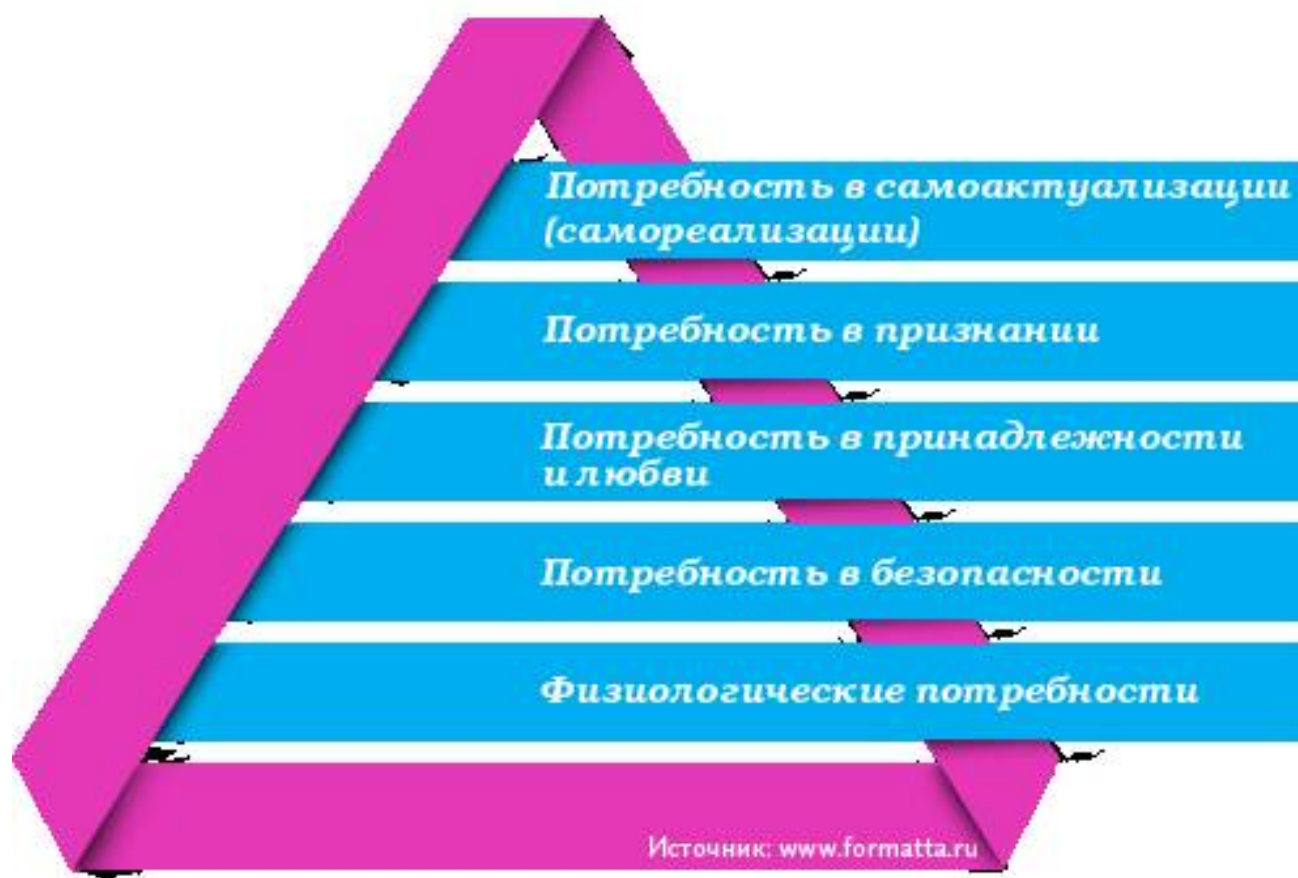 Потребность в самоактуализации
(самореализации)
Потребность в признании
Потребность в принадлежности
и любви
Потребность в безопасности
Физиологические потребности
Источник: www.formatta.ru